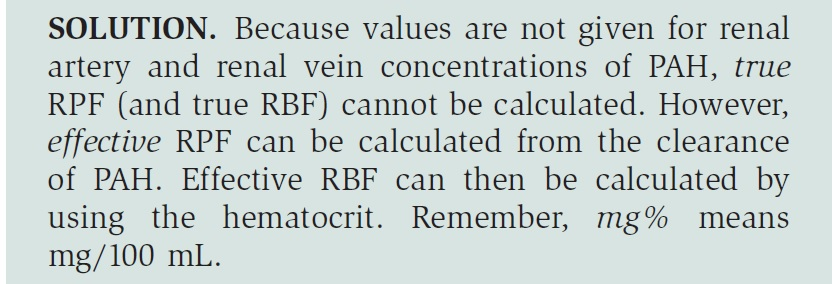 SOLUTION. Because values are not given for renal
artery and renal vein concentrations of PAH, true
RPF (and true RBF) cannot be calculated. However,
effective RPF can be calculated from the clearance
of PAH. Effective RBF can then be calculated by
using the hematocrit. Remember, mg% means
mg/100 mL.